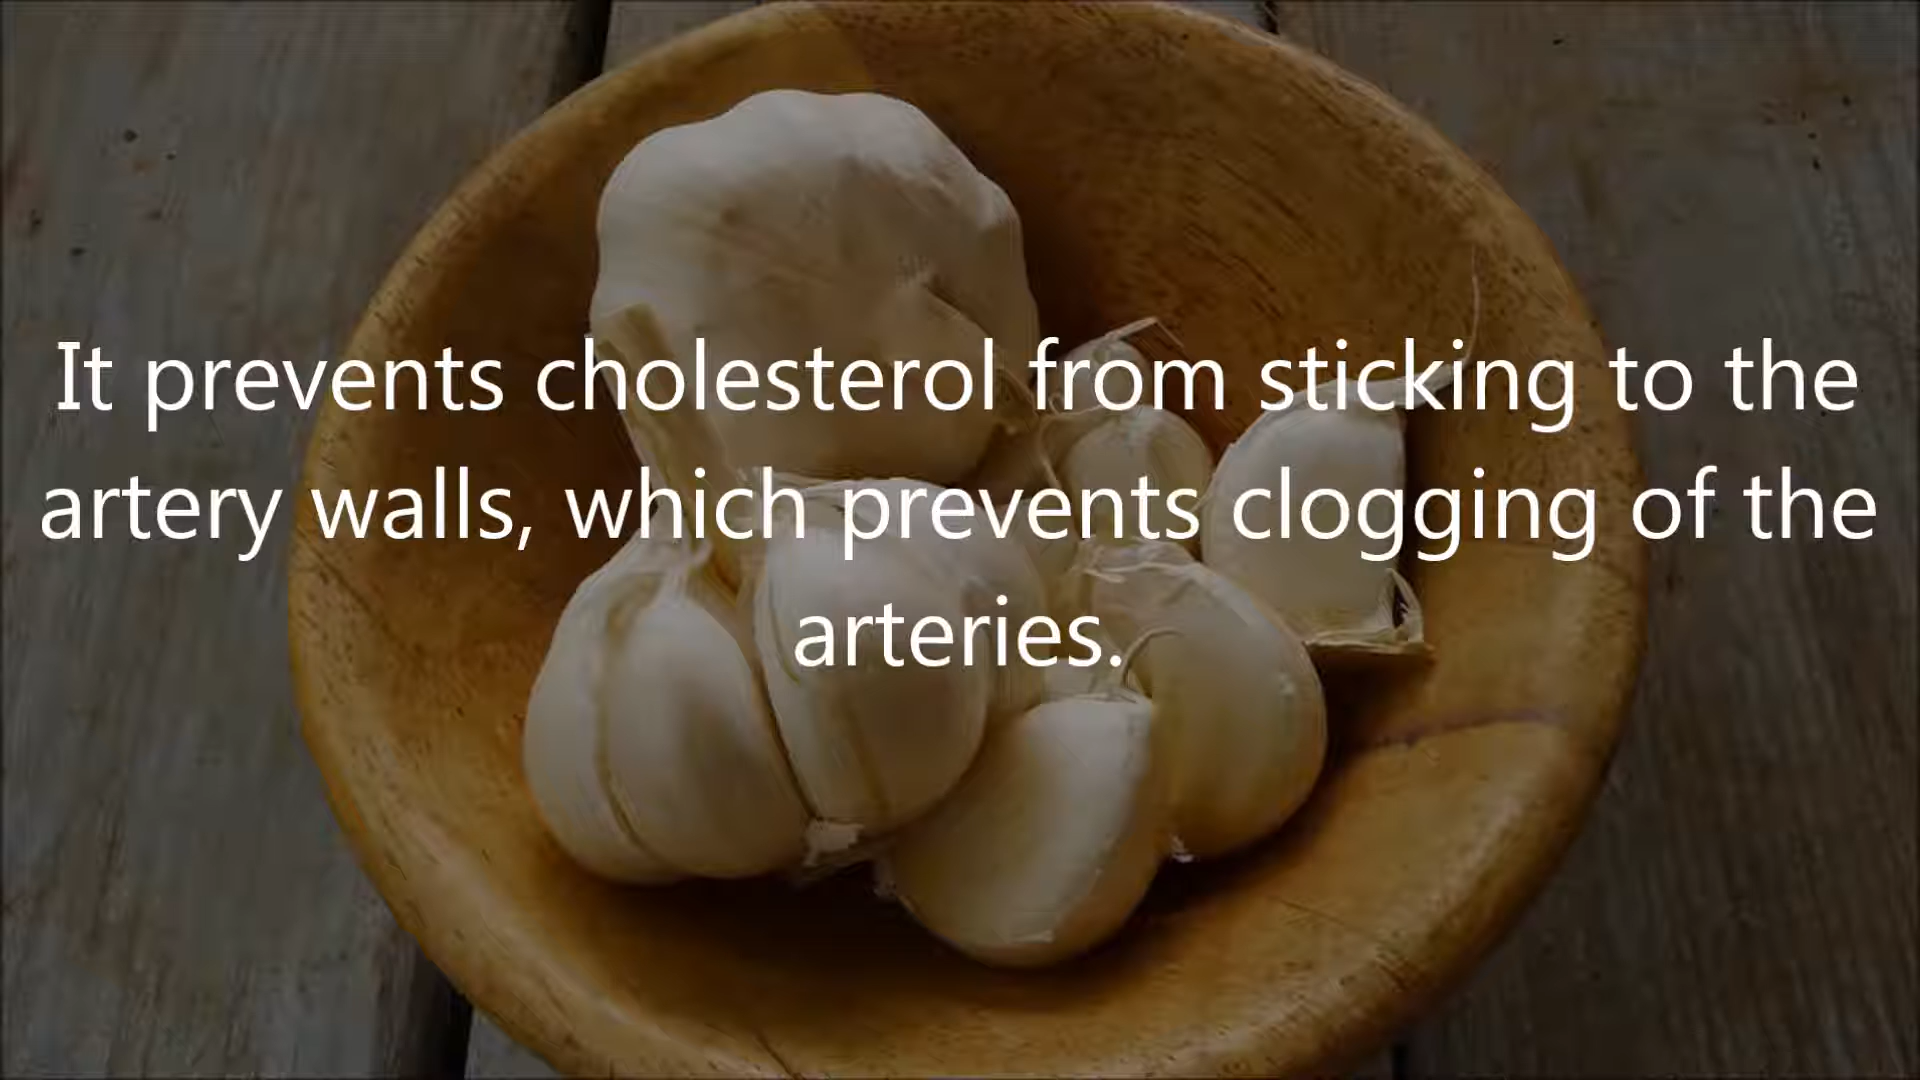 It prevents cholesterol from sticking to the
artery walls, which prevents clogging of the
arteries.